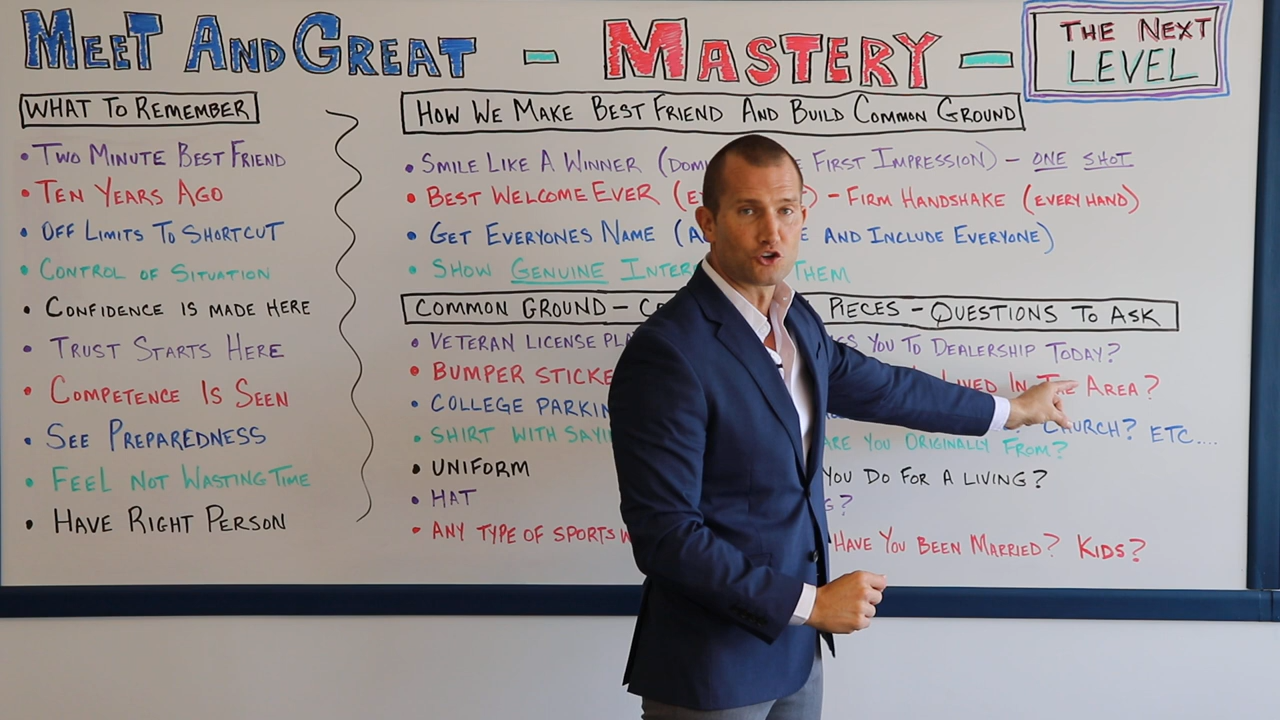 MEET AND GREAT - MASTERY - THE NEXT LEVEL
WHAT TO REMEMBER
• TWO MINUTE BEST FRIEND
• TEN YEARS AGO
• OFF LIMITS TO SHORTCUT
• CONTROL OF SITUATION
• CONFIDENCE IS MADE HERE
• TRUST STARTS HERE
• COMPETENCE IS SEEN
• SEE PREPAREDNESS
• FEEL NOT WASTING TIME
• HAVE RIGHT PERSON
HOW WE MAKE BEST FRIEND AND BUILD COMMON GROUND
• SMILE LIKE A WINNER ( FIRST IMPRESSION) - ONE SHOT
• BEST WELCOME EVER ( ) - FIRM HANDSHAKE (EVERY HAND)
• GET EVERYONES NAME ( AND INCLUDE EVERYONE)
• SHOW GENUINE THEM
COMMON GROUND - PIECES - QUESTIONS TO ASK
• VETERAN LICENSE
• BUMPER
• COLLEGE
• SHIRT WITH
• UNIFORM
• HAT
• ANY TYPE OF SPORTS
YOU TO DEALERSHIP TODAY?
LIVED IN THE AREA?
CHURCH? ETC....
ARE YOU ORIGINALLY FROM?
YOU DO FOR A LIVING?
HAVE YOU BEEN MARRIED? KIDS?